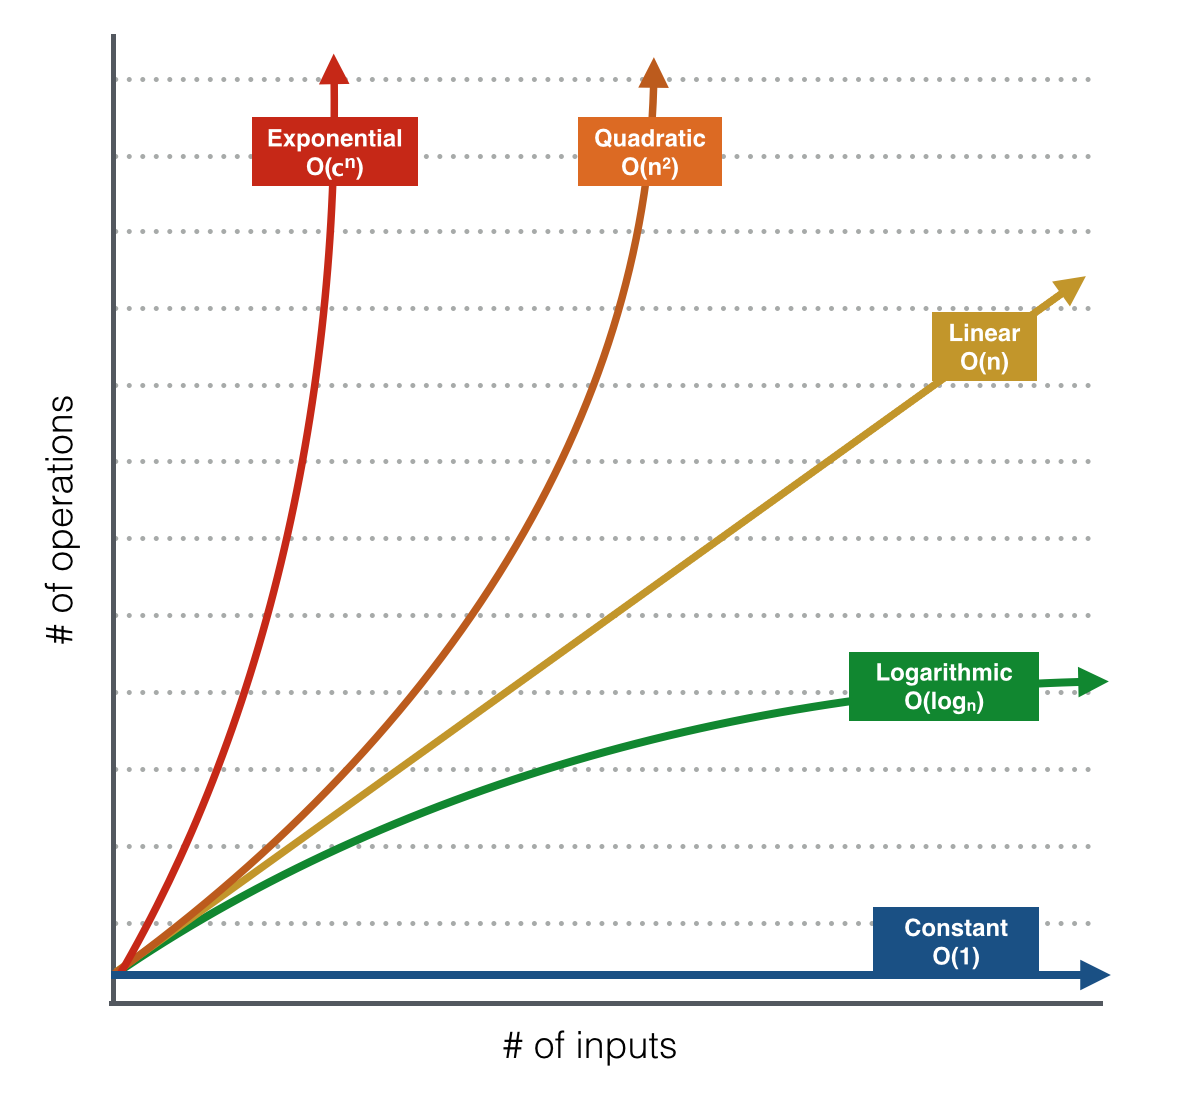 Exponential
O(cⁿ)
Quadratic
O(n²)
Linear
O(n)
Logarithmic
O(logₙ)
Constant
O(1)
# of operations
# of inputs